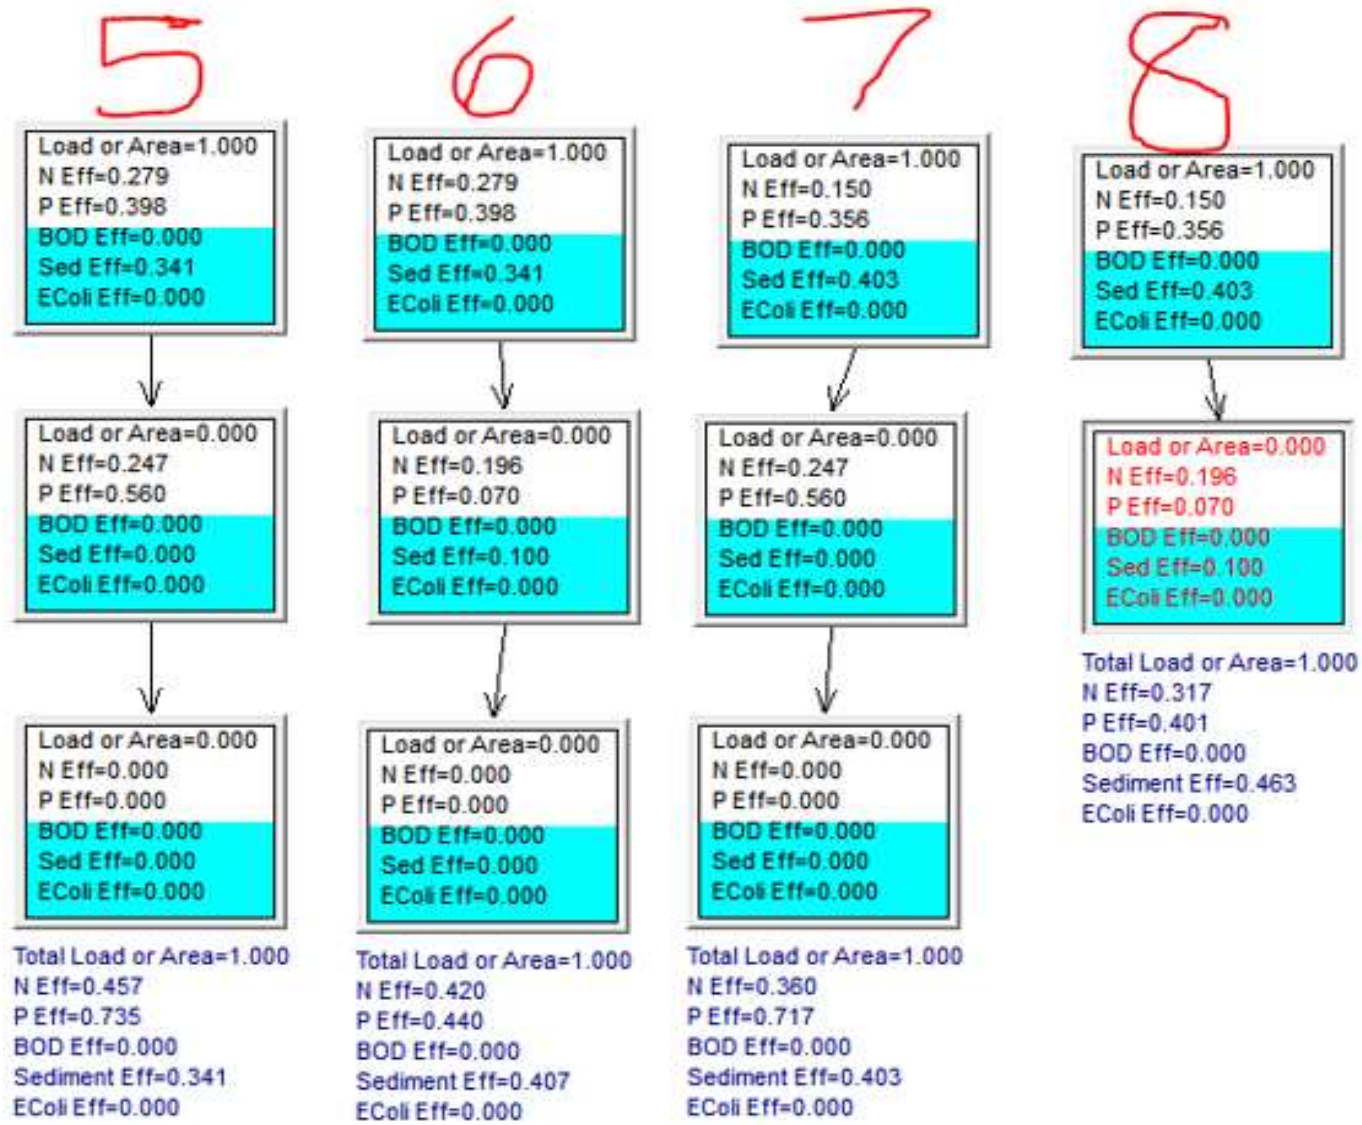 5
Load or Area=1.000
N Eff=0.279
P Eff=0.398
BOD Eff=0.000
Sed Eff=0.341
EColi Eff=0.000
Load or Area=0.000
N Eff=0.247
P Eff=0.560
BOD Eff=0.000
Sed Eff=0.000
EColi Eff=0.000
Load or Area=0.000
N Eff=0.000
P Eff=0.000
BOD Eff=0.000
Sed Eff=0.000
EColi Eff=0.000
Total Load or Area=1.000
N Eff=0.457
P Eff=0.735
BOD Eff=0.000
Sediment Eff=0.341
EColi Eff=0.000
6
Load or Area=1.000
N Eff=0.279
P Eff=0.398
BOD Eff=0.000
Sed Eff=0.341
EColi Eff=0.000
Load or Area=0.000
N Eff=0.196
P Eff=0.070
BOD Eff=0.000
Sed Eff=0.100
EColi Eff=0.000
Load or Area=0.000
N Eff=0.000
P Eff=0.000
BOD Eff=0.000
Sed Eff=0.000
EColi Eff=0.000
Total Load or Area=1.000
N Eff=0.420
P Eff=0.440
BOD Eff=0.000
Sediment Eff=0.407
EColi Eff=0.000
7
Load or Area=1.000
N Eff=0.150
P Eff=0.356
BOD Eff=0.000
Sed Eff=0.403
EColi Eff=0.000
Load or Area=0.000
N Eff=0.247
P Eff=0.560
BOD Eff=0.000
Sed Eff=0.000
EColi Eff=0.000
Load or Area=0.000
N Eff=0.000
P Eff=0.000
BOD Eff=0.000
Sed Eff=0.000
EColi Eff=0.000
Total Load or Area=1.000
N Eff=0.360
P Eff=0.717
BOD Eff=0.000
Sediment Eff=0.403
EColi Eff=0.000
8
Load or Area=1.000
N Eff=0.150
P Eff=0.356
BOD Eff=0.000
Sed Eff=0.403
EColi Eff=0.000
Load or Area=0.000
N Eff=0.196
P Eff=0.070
BOD Eff=0.000
Sed Eff=0.100
EColi Eff=0.000
Total Load or Area=1.000
N Eff=0.317
P Eff=0.401
BOD Eff=0.000
Sediment Eff=0.463
EColi Eff=0.000